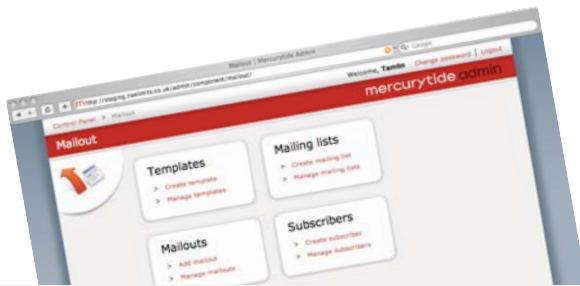 Mailout | Mercurytide Admin
http://staging.raelimits.co.uk/admin/component/mailout/
Google
Control Panel > Mailout
Welcome, Tamlin Change password | Logout
mercurytide admin
Mailout
Templates
> Create template
> Manage templates
Mailing lists
> Create mailing list
> Manage mailing lists
Mailouts
> Add mailout
> Manage mailouts
Subscribers
> Create subscriber
> Manage subscribers